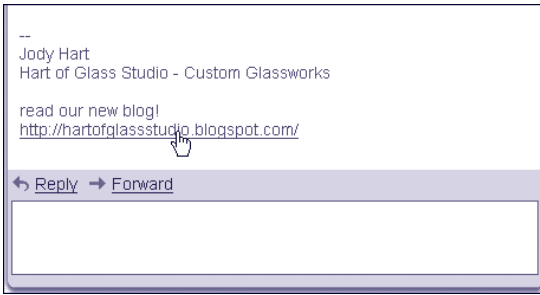 --
Jody Hart
Hart of Glass Studio - Custom Glassworks
read our new blog!
http://hartofglassstudio.blogspot.com/
Reply Forward